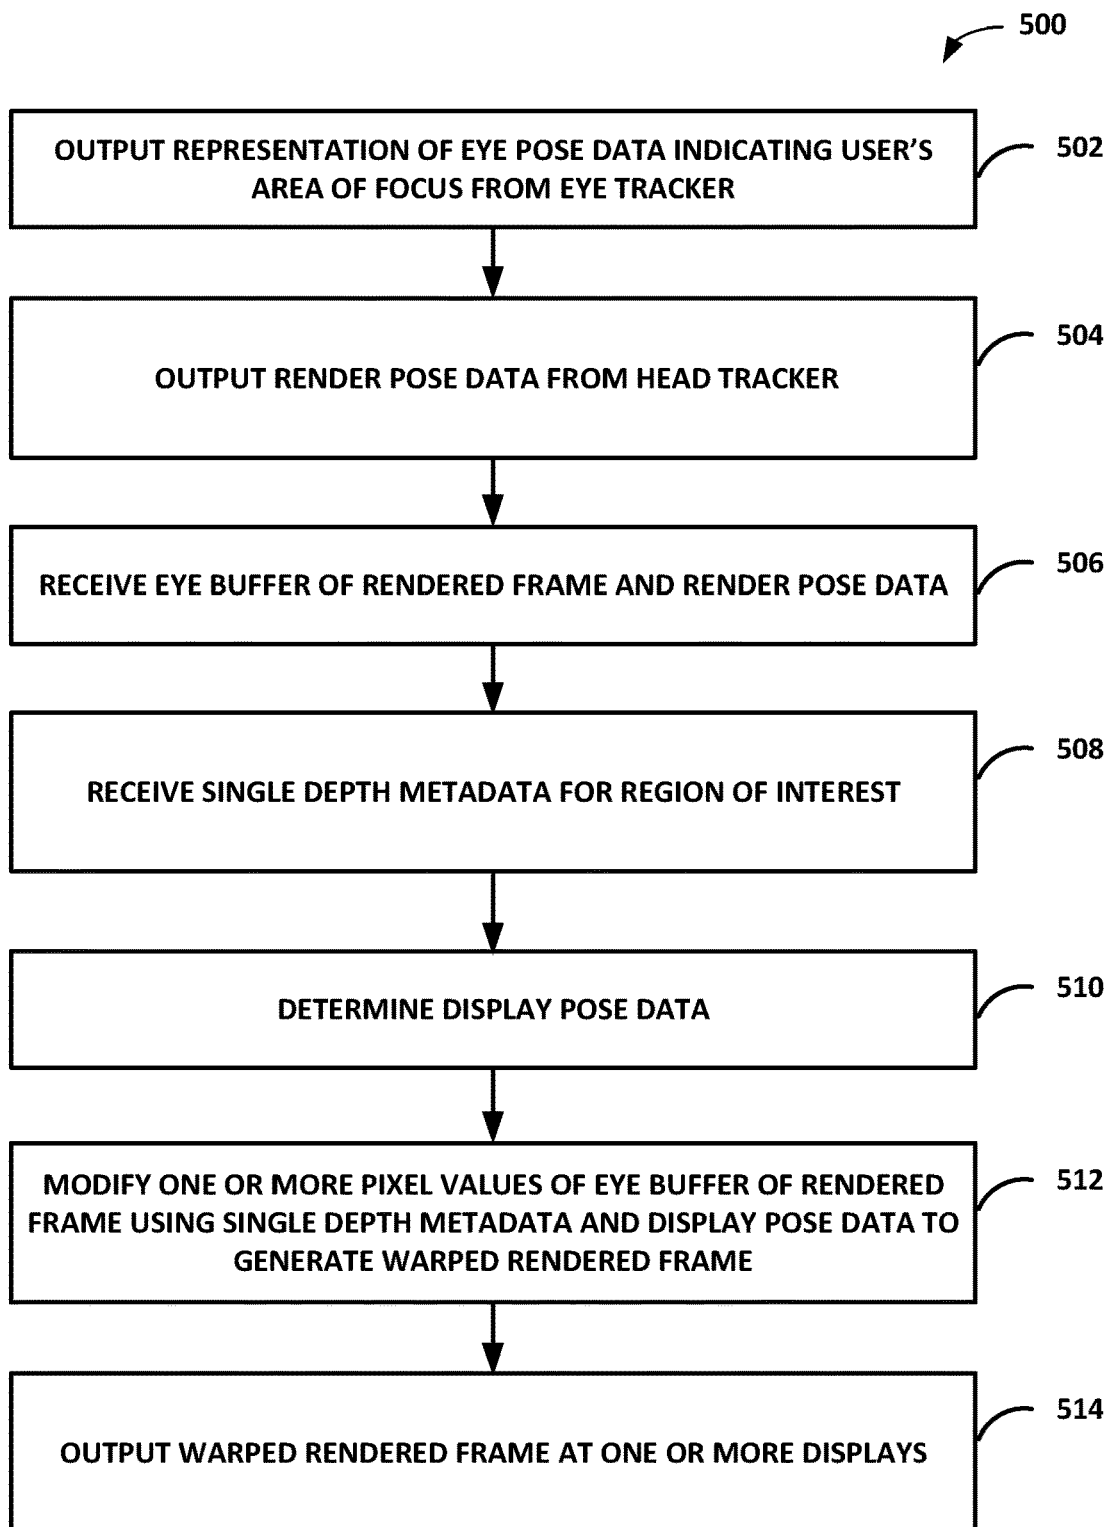 500
OUTPUT REPRESENTATION OF EYE POSE DATA INDICATING USER’S
AREA OF FOCUS FROM EYE TRACKER
502
OUTPUT RENDER POSE DATA FROM HEAD TRACKER
504
RECEIVE EYE BUFFER OF RENDERED FRAME AND RENDER POSE DATA
506
RECEIVE SINGLE DEPTH METADATA FOR REGION OF INTEREST
508
DETERMINE DISPLAY POSE DATA
510
MODIFY ONE OR MORE PIXEL VALUES OF EYE BUFFER OF RENDERED
FRAME USING SINGLE DEPTH METADATA AND DISPLAY POSE DATA TO
GENERATE WARPED RENDERED FRAME
512
OUTPUT WARPED RENDERED FRAME AT ONE OR MORE DISPLAYS
514